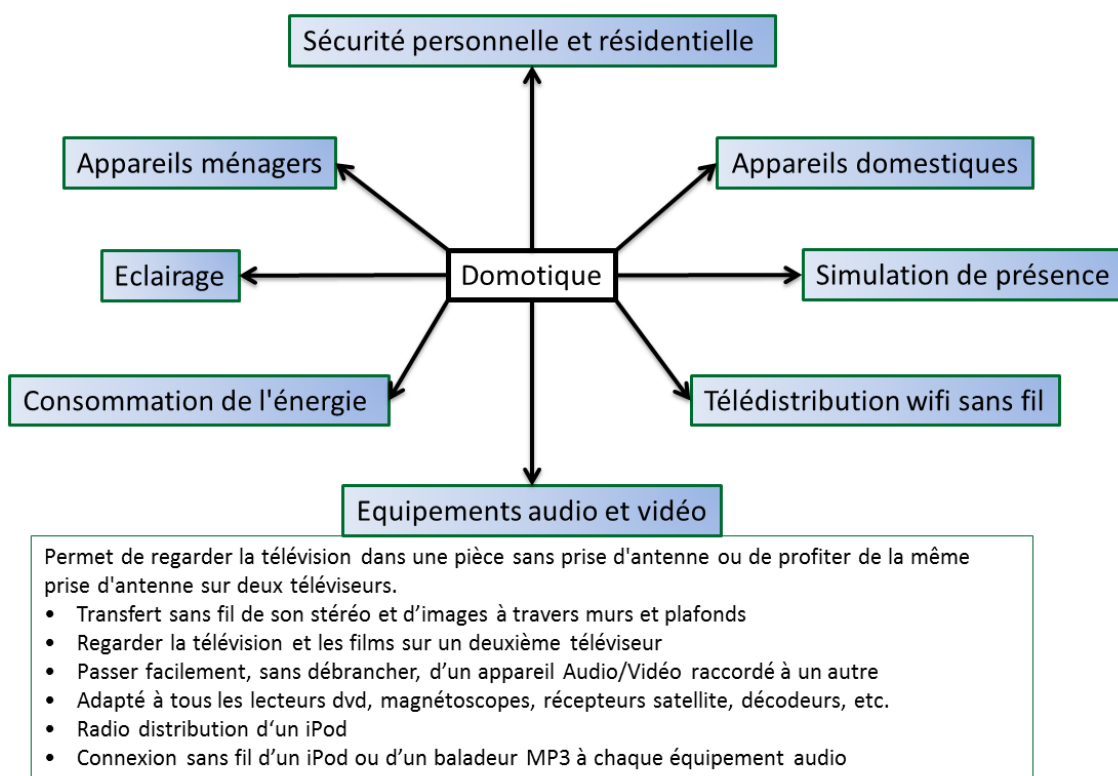 Sécurité personnelle et résidentielle
Appareils ménagers
Appareils domestiques
Eclairage
Domotique
Simulation de présence
Consommation de l'énergie
Télédistribution wifi sans fil
Equipements audio et vidéo
Permet de regarder la télévision dans une pièce sans prise d'antenne ou de profiter de la même
prise d'antenne sur deux téléviseurs.
• Transfert sans fil de son stéréo et d’images à travers murs et plafonds
• Regarder la télévision et les films sur un deuxième téléviseur
• Passer facilement, sans débrancher, d’un appareil Audio/Vidéo raccordé à un autre
• Adapté à tous les lecteurs dvd, magnétoscopes, récepteurs satellite, décodeurs, etc.
• Radio distribution d‘un iPod
• Connexion sans fil d’un iPod ou d’un baladeur MP3 à chaque équipement audio